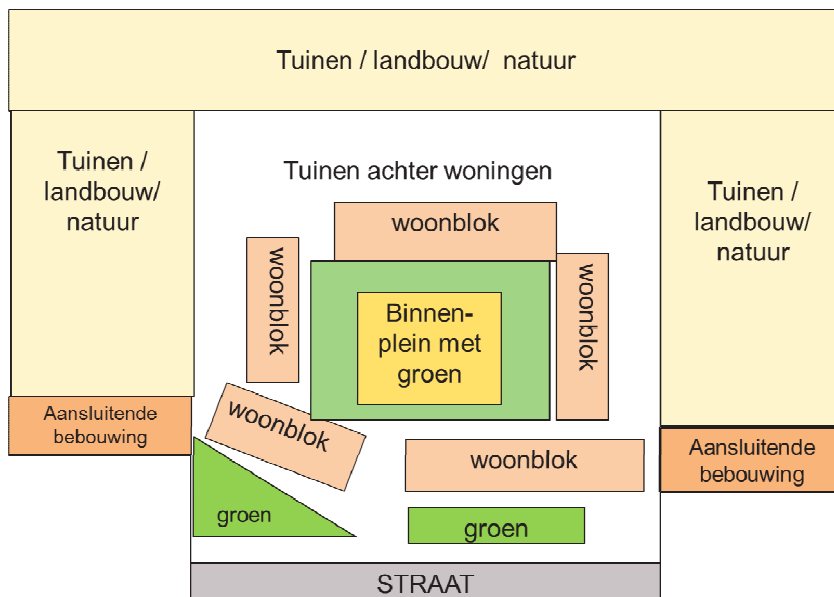 Tuinen / landbouw/ natuur
Tuinen /
landbouw/
natuur
Tuinen achter woningen
Tuinen /
landbouw/
natuur
woonblok
woonblok
woonblok
Binnen-
plein met
groen
Aansluitende
bebouwing
woonblok
woonblok
Aansluitende
bebouwing
groen
groen
STRAAT